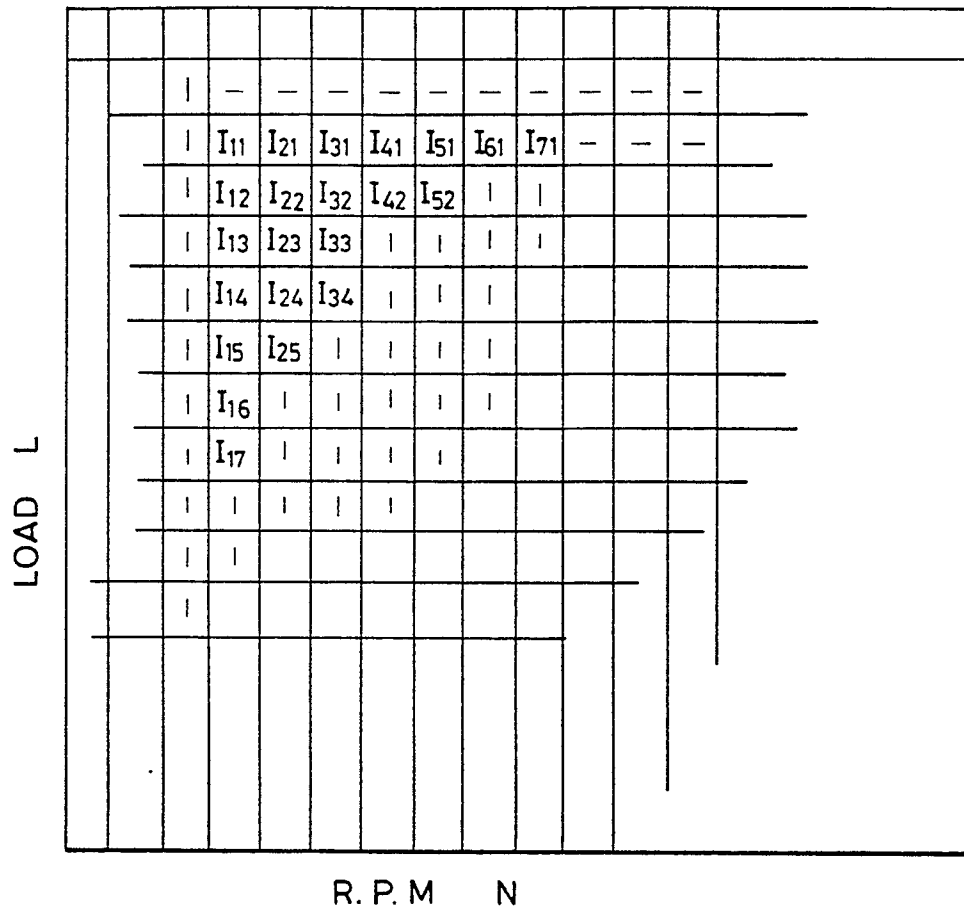 | — — — — — — — — — —
| I11 I21 I31 I41 I51 I61 I71 — — —
| I12 I22 I32 I42 I52 | |
| I13 I23 I33 | | | |
| I14 I24 I34 | | |
| I15 I25 | | | |
| I16 | | | | |
| I17 | | | |
| | | | |
| |
|
LOAD L
R.P.M N